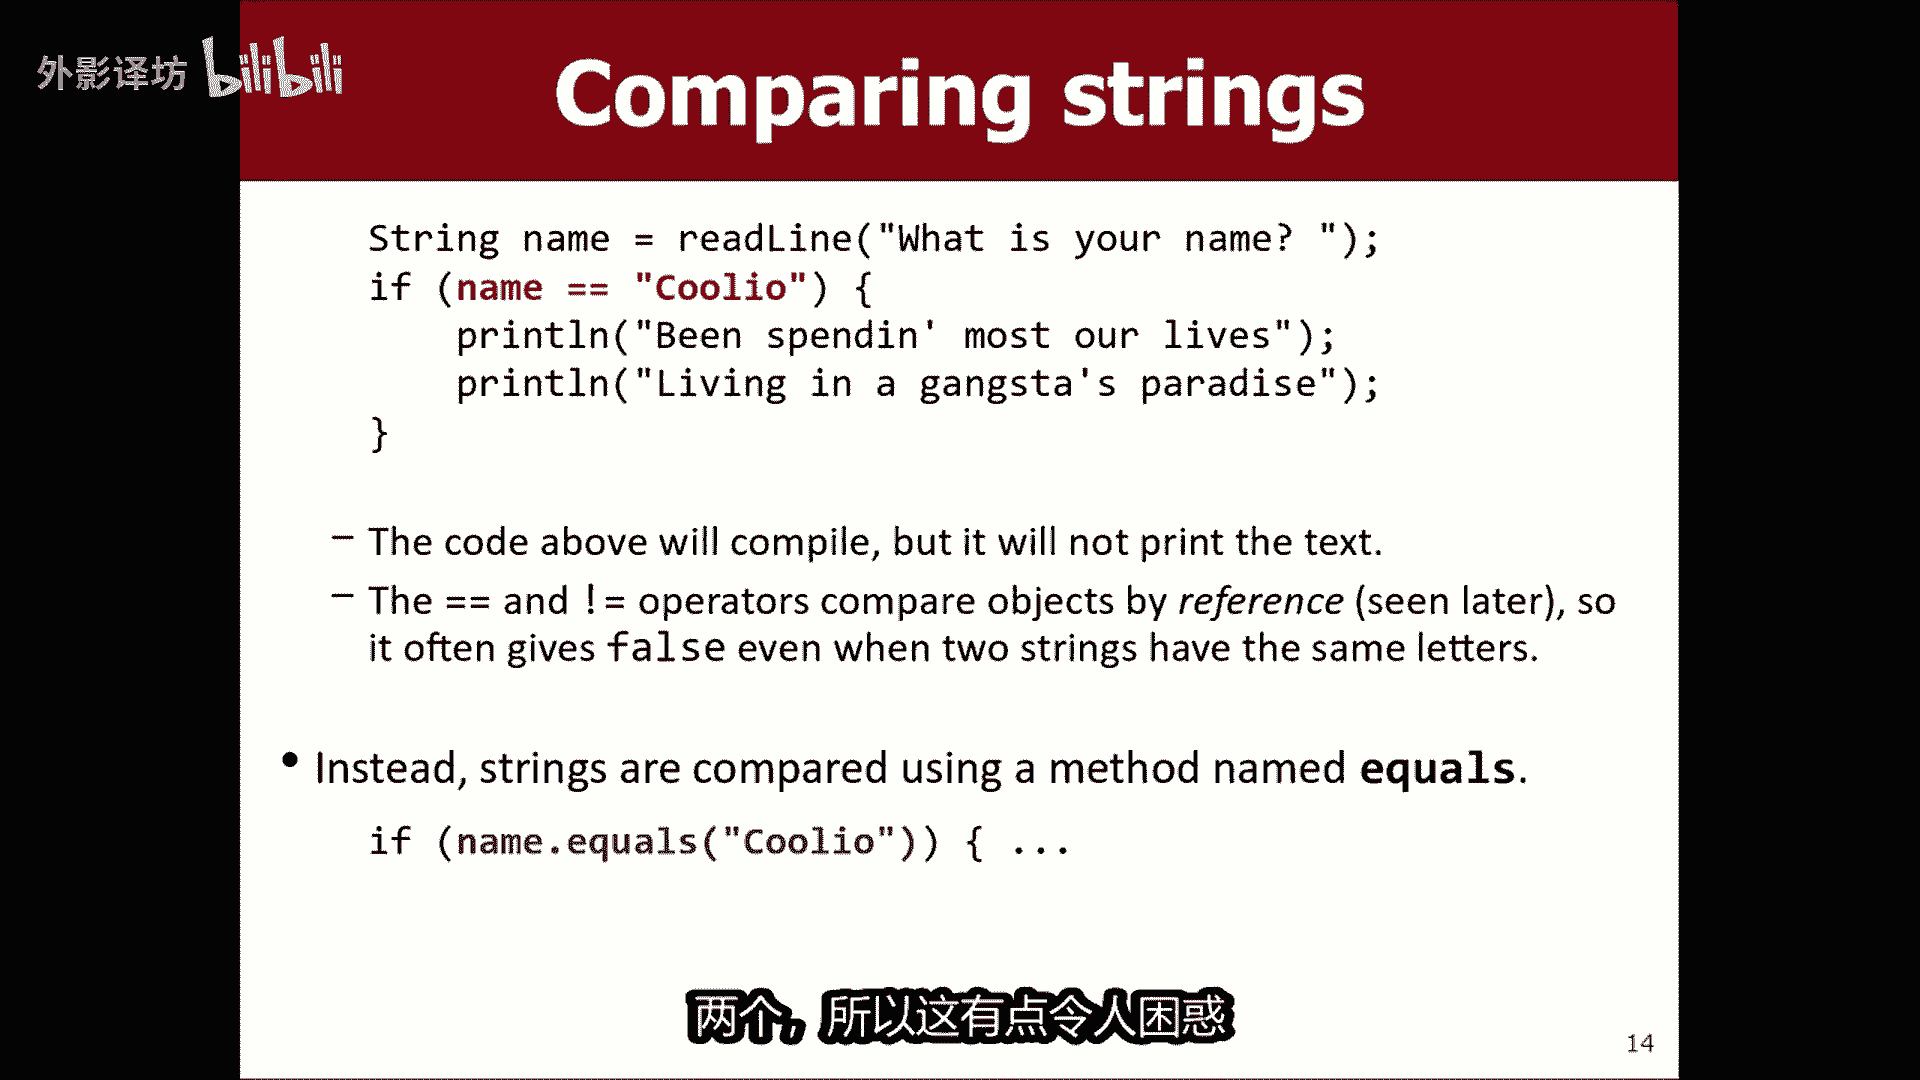 外影译坊 bilibili
Comparing strings
String name = readLine("What is your name? ");
if (name == "Coolio") {
    println("Been spendin' most our lives");
    println("Living in a gangsta's paradise");
}
– The code above will compile, but it will not print the text.
– The == and != operators compare objects by reference (seen later), so
it often gives false even when two strings have the same letters.
• Instead, strings are compared using a method named equals.
if (name.equals("Coolio")) { ...
两个，所以这有点令人困惑
14